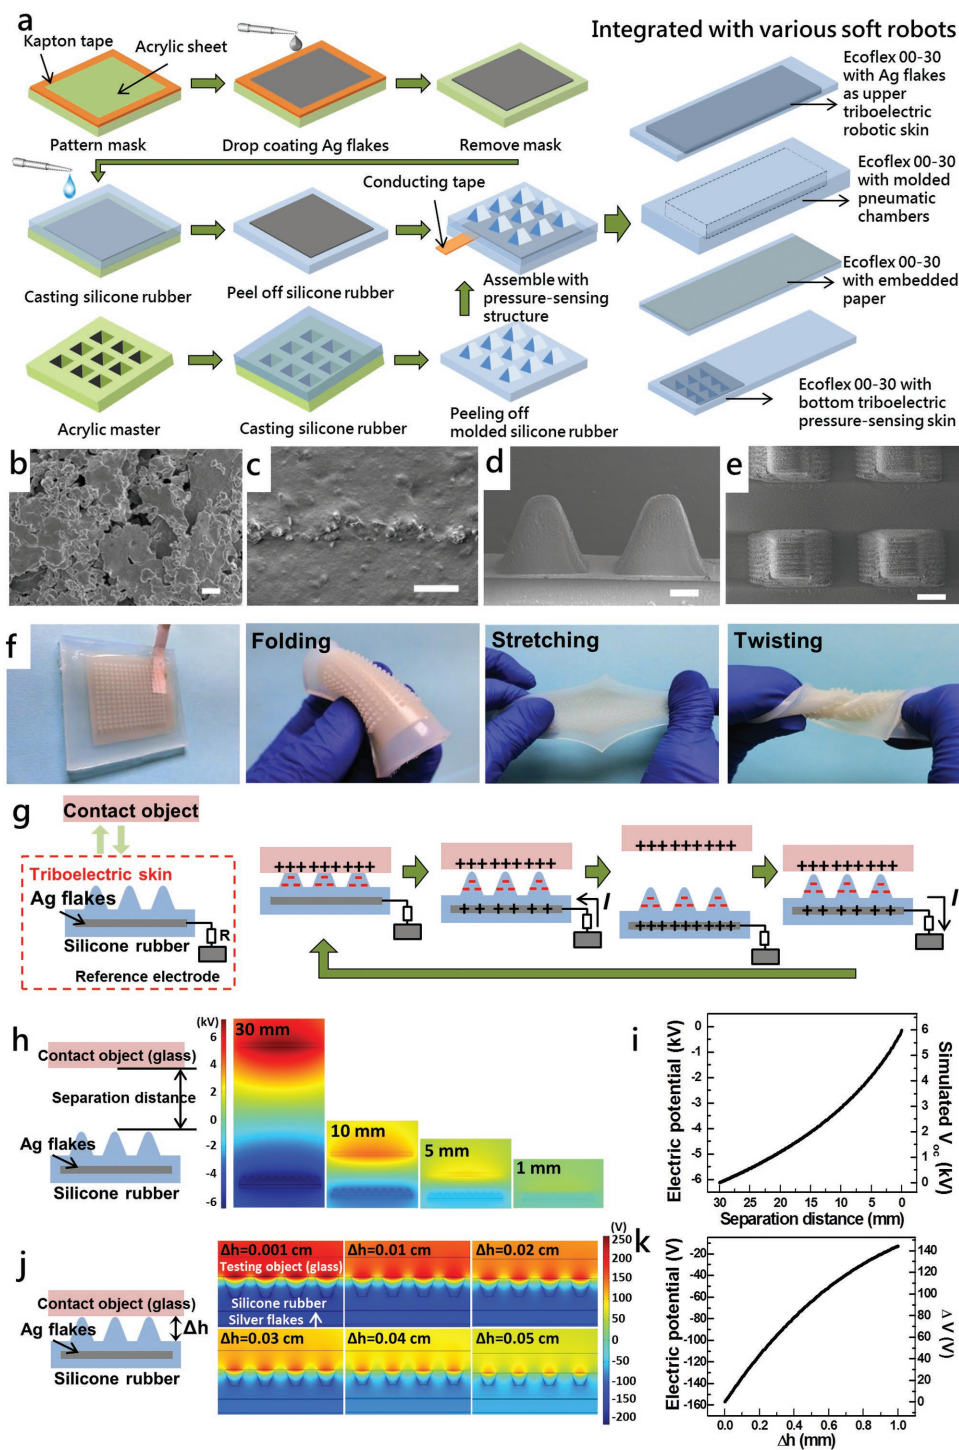 a
Integrated with various soft robots
Kapton tape
Acrylic sheet
Pattern mask
Drop coating Ag flakes
Remove mask
Ecoflex 00-30
with Ag flakes
as upper
triboelectric
robotic skin
Conducting tape
Ecoflex 00-30
with molded
pneumatic
chambers
Casting silicone rubber
Peel off silicone rubber
Assemble with
pressure-sensing
structure
Ecoflex 00-30
with embedded
paper
Acrylic master
Casting silicone rubber
Peeling off
molded silicone rubber
Ecoflex 00-30 with
bottom triboelectric
pressure-sensing skin
b
c
d
e
f
Folding
Stretching
Twisting
g
Contact object
Triboelectric skin
Ag flakes
Silicone rubber
R
Reference electrode
+++++++++
+++++++++
+++++++++
+++++++++
I
I
h
Contact object (glass)
Separation distance
Ag flakes
Silicone rubber
(kV)
6
4
2
0
-2
-4
-6
30 mm
10 mm
5 mm
1 mm
i
Electric potential (kV)
0
-1
-2
-3
-4
-5
-6
6
5
4
3
2
1
0
Simulated Voc (kV)
30 25 20 15 10 5 0
Separation distance (mm)
j
Contact object (glass)
Δh
Ag flakes
Silicone rubber
Δh=0.001 cm
Δh=0.01 cm
Δh=0.02 cm
Testing object (glass)
Silicone rubber
Silver flakes
Δh=0.03 cm
Δh=0.04 cm
Δh=0.05 cm
(V)
250
200
150
100
50
0
-50
-100
-150
-200
k
Electric potential (V)
0
-20
-40
-60
-80
-100
-120
-140
-160
140
120
100
80
60
40
20
0
Δ V (V)
0.0 0.2 0.4 0.6 0.8 1.0
Δh (mm)